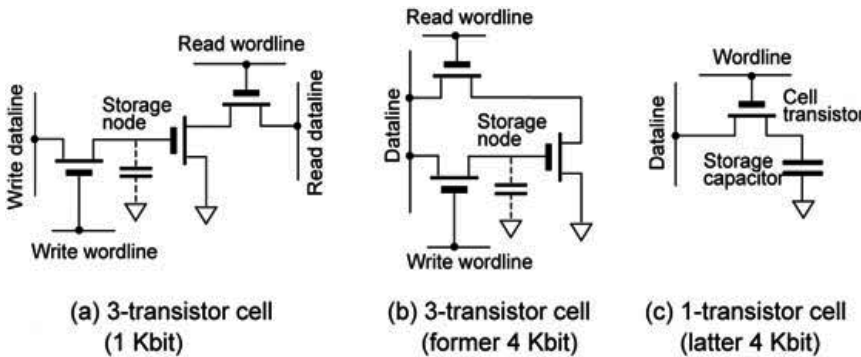 Read wordline
Storage
node
Write dataline
Read dataline
Write wordline
(a) 3-transistor cell
(1 Kbit)
Read wordline
Storage
node
Dataline
Write wordline
(b) 3-transistor cell
(former 4 Kbit)
Wordline
Cell
transistor
Dataline
Storage
capacitor
(c) 1-transistor cell
(latter 4 Kbit)